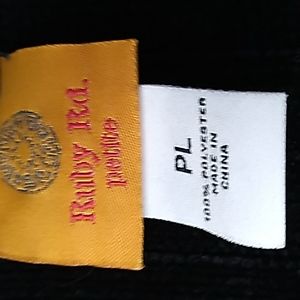 Ruby Rd.
petite
PL
100% POLYESTER
MADE IN
CHINA